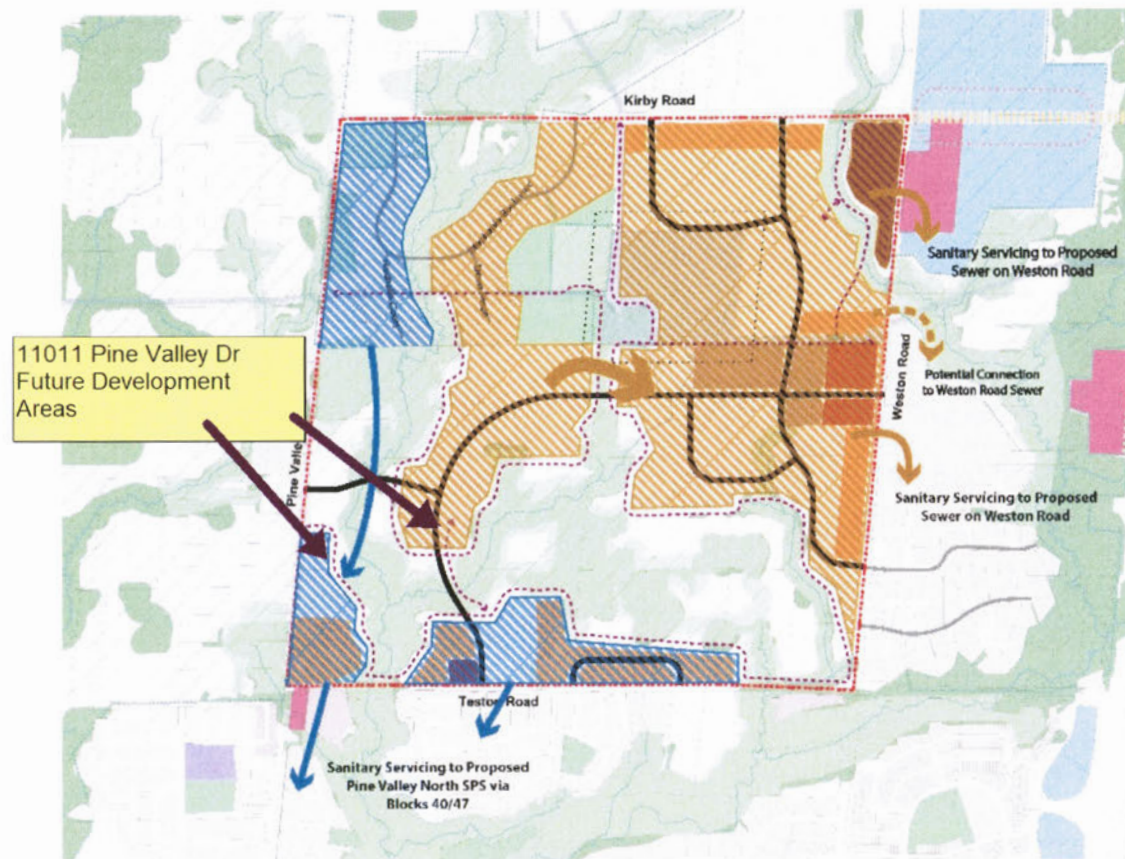 Kirby Road
Sanitary Servicing to Proposed
Sewer on Weston Road
11011 Pine Valley Dr
Future Development
Areas
Pine Valle
Weston Road
Potential Connection
to Weston Road Sewer
Sanitary Servicing to Proposed
Sewer on Weston Road
Teston Road
Sanitary Servicing to Proposed
Pine Valley North SPS via
Blocks 40/47